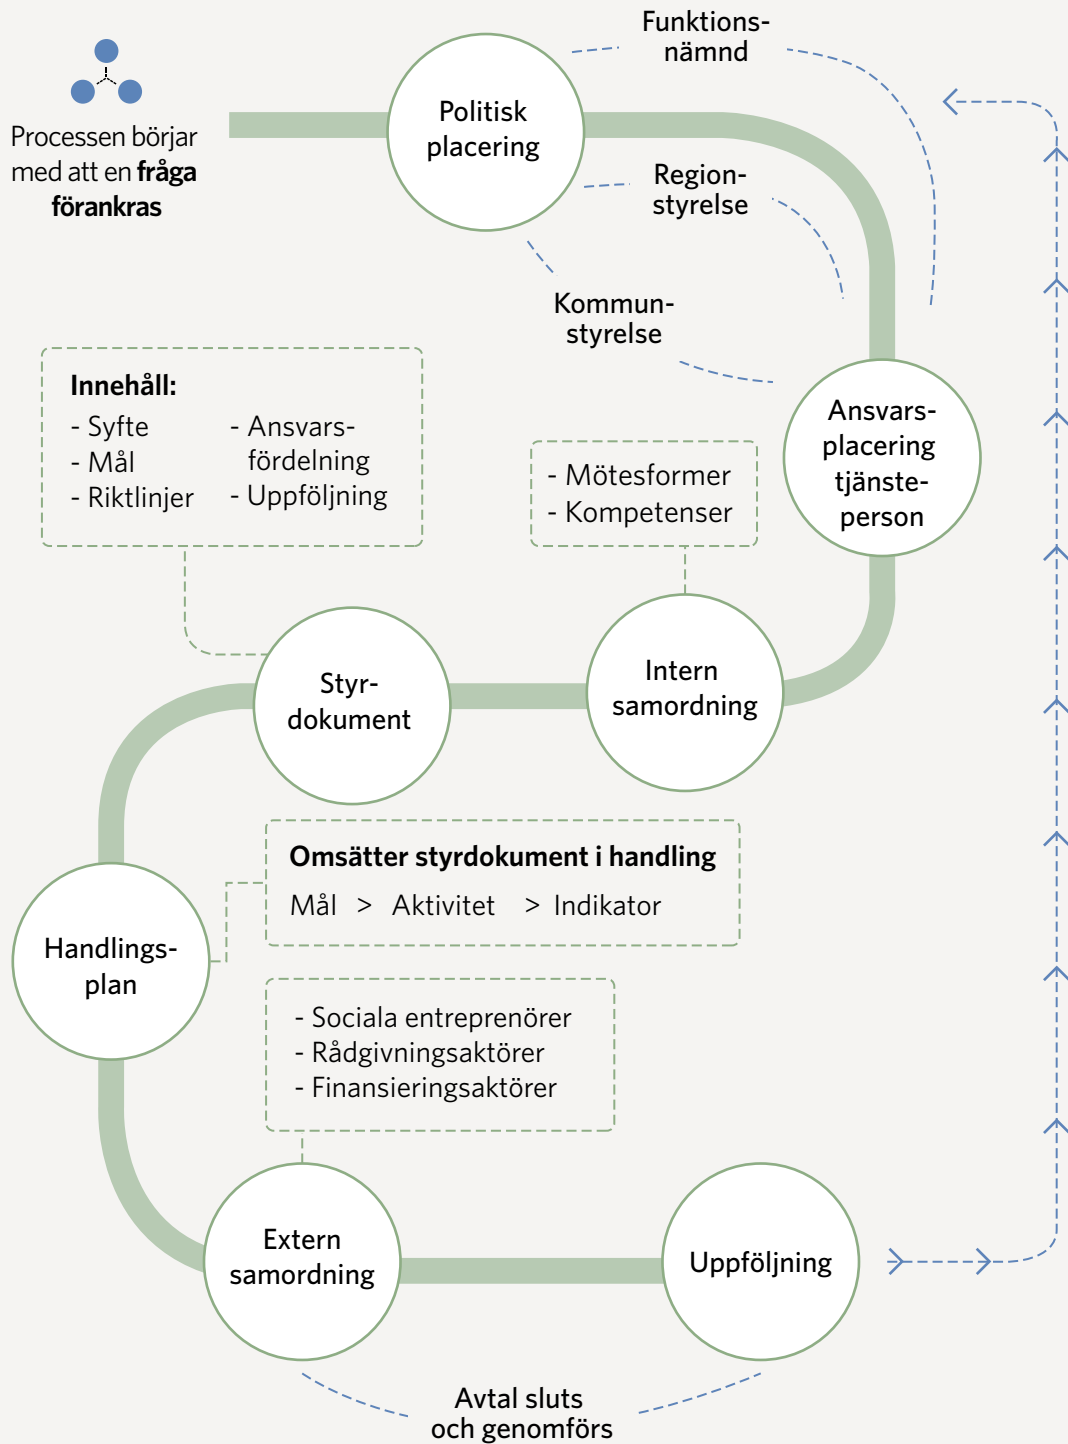 Processen börjar
med att en fråga
förankras
Politisk
placering
Funktions-
nämnd
Region-
styrelse
Kommun-
styrelse
Ansvars-
placering
tjänste-
person
- Mötesformer
- Kompetenser
Intern
samordning
Innehåll:
- Syfte
- Mål
- Riktlinjer
- Ansvars-
fördelning
- Uppföljning
Styr-
dokument
Omsätter styrdokument i handling
Mål > Aktivitet > Indikator
Handlings-
plan
- Sociala entreprenörer
- Rådgivningsaktörer
- Finansieringsaktörer
Extern
samordning
Uppföljning
Avtal sluts
och genomförs